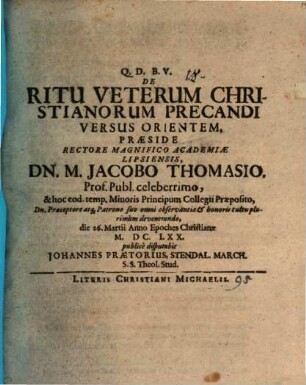 Q. D. B. V.
DE
RITU VETERUM CHRI-
STIANORUM PRECANDI
VERSUS ORIENTEM,
PRÆSIDE
RECTORE MAGNIFICO ACADEMIÆ
LIPSIENSIS,
DN. M. JACOBO THOMASIO,
Prof. Publ. celeberrimo,
& hoc eod. temp. Minoris Principum Collegii Præposito,
Dn. Præceptore atq; Patrono suo omni observantia & honoris cultu plu-
rimùm devenerando,
die 26. Martii Anno Epoches Christianæ
M. DC. LXX.
publicè disputabit
JOHANNES PRÆTORIUS, STENDAL. MARCH.
S. S. Theol. Stud.
LITERIS CHRISTIANI MICHAELIS.